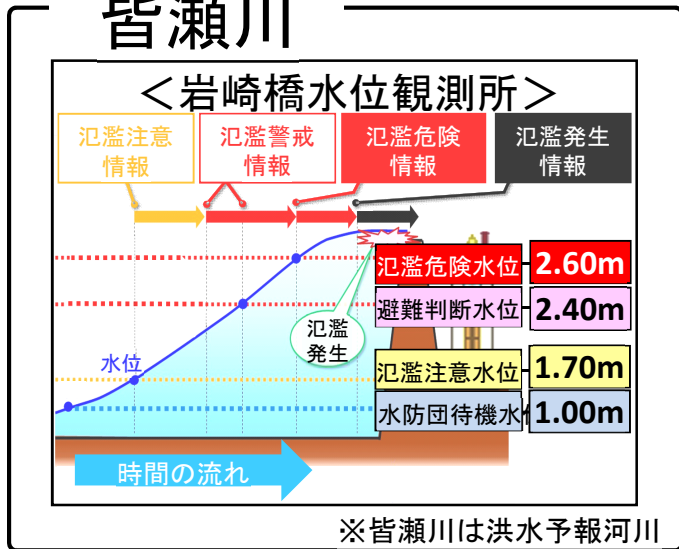 皆瀬川
＜岩崎橋水位観測所＞
氾濫注意
情報
氾濫警戒
情報
氾濫危険
情報
氾濫発生
情報
氾濫危険水位 2.60m
避難判断水位 2.40m
氾濫
発生
水位
氾濫注意水位 1.70m
水防団待機水 1.00m
時間の流れ
※皆瀬川は洪水予報河川